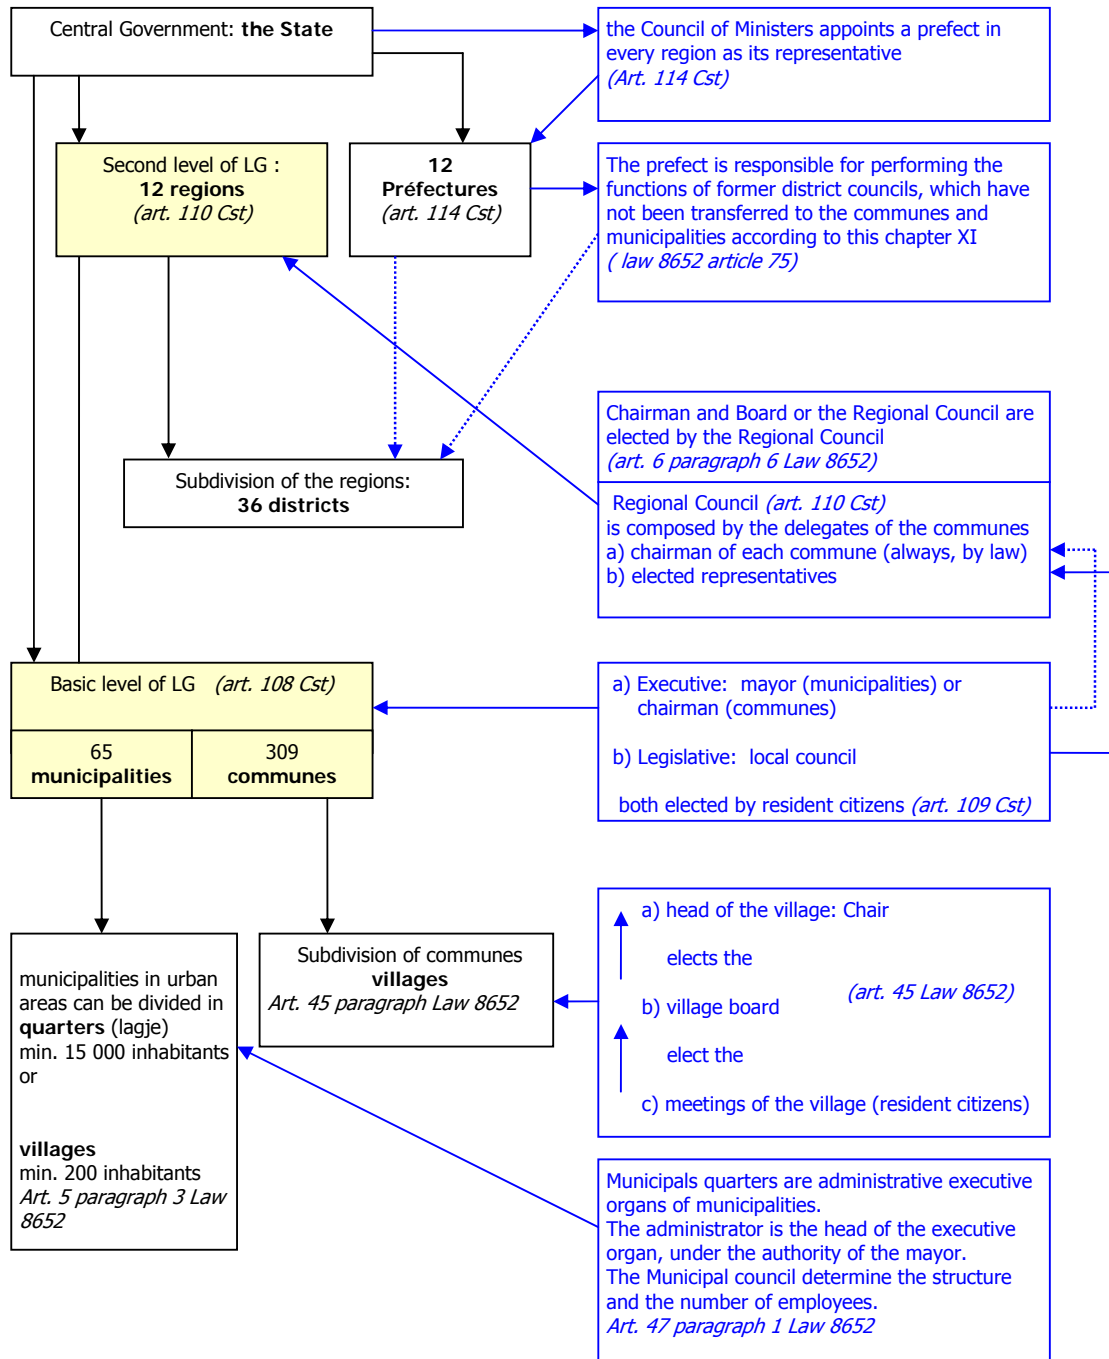 Central Government: the State
the Council of Ministers appoints a prefect in
every region as its representative
(Art. 114 Cst)
Second level of LG :
12 regions
(art. 110 Cst)
12
Préfectures
(art. 114 Cst)
The prefect is responsible for performing the
functions of former district councils, which have
not been transferred to the communes and
municipalities according to this chapter XI
( law 8652 article 75)
Chairman and Board or the Regional Council are
elected by the Regional Council
(art. 6 paragraph 6 Law 8652)
Subdivision of the regions:
36 districts
Regional Council (art. 110 Cst)
is composed by the delegates of the communes
a) chairman of each commune (always, by law)
b) elected representatives
Basic level of LG (art. 108 Cst)
65
municipalities
309
communes
a) Executive: mayor (municipalities) or
chairman (communes)
b) Legislative: local council
both elected by resident citizens (art. 109 Cst)
municipalities in urban
areas can be divided in
quarters (lagje)
min. 15 000 inhabitants
or
villages
min. 200 inhabitants
Art. 5 paragraph 3 Law
8652
Subdivision of communes
villages
Art. 45 paragraph Law 8652
a) head of the village: Chair
elects the
(art. 45 Law 8652)
b) village board
elect the
c) meetings of the village (resident citizens)
Municipals quarters are administrative executive
organs of municipalities.
The administrator is the head of the executive
organ, under the authority of the mayor.
The Municipal council determine the structure
and the number of employees.
Art. 47 paragraph 1 Law 8652